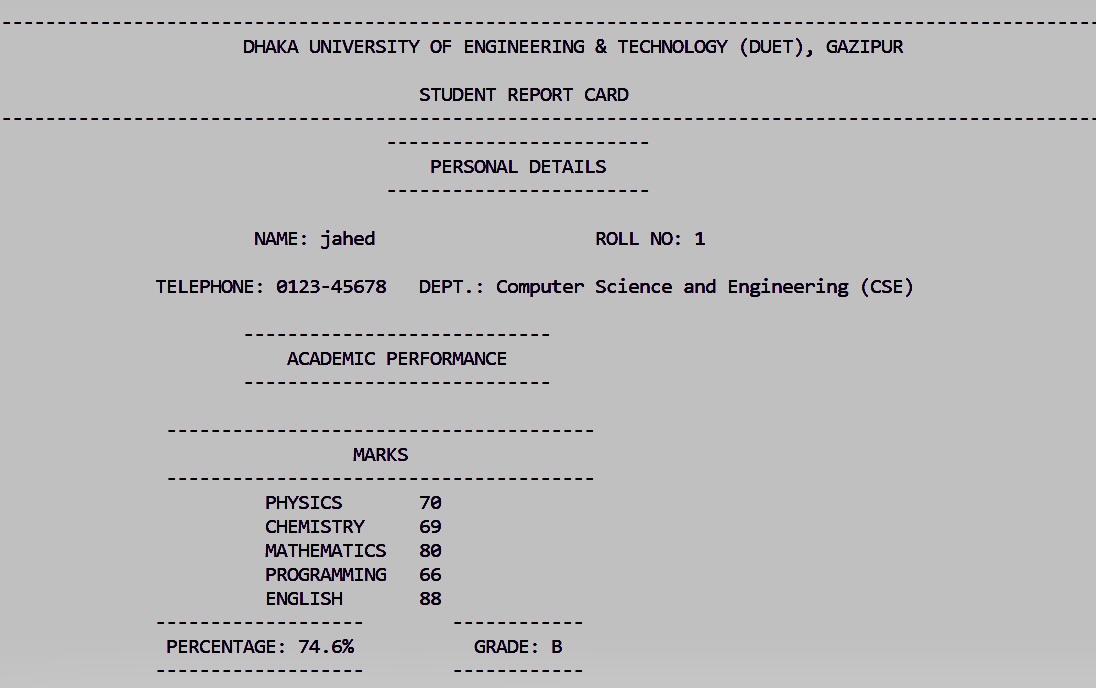 DHAKA UNIVERSITY OF ENGINEERING & TECHNOLOGY (DUET), GAZIPUR
STUDENT REPORT CARD
PERSONAL DETAILS
NAME: jahed ROLL NO: 1
TELEPHONE: 0123-45678 DEPT.: Computer Science and Engineering (CSE)
ACADEMIC PERFORMANCE
MARKS
PHYSICS 70
CHEMISTRY 69
MATHEMATICS 80
PROGRAMMING 66
ENGLISH 88
PERCENTAGE: 74.6% GRADE: B